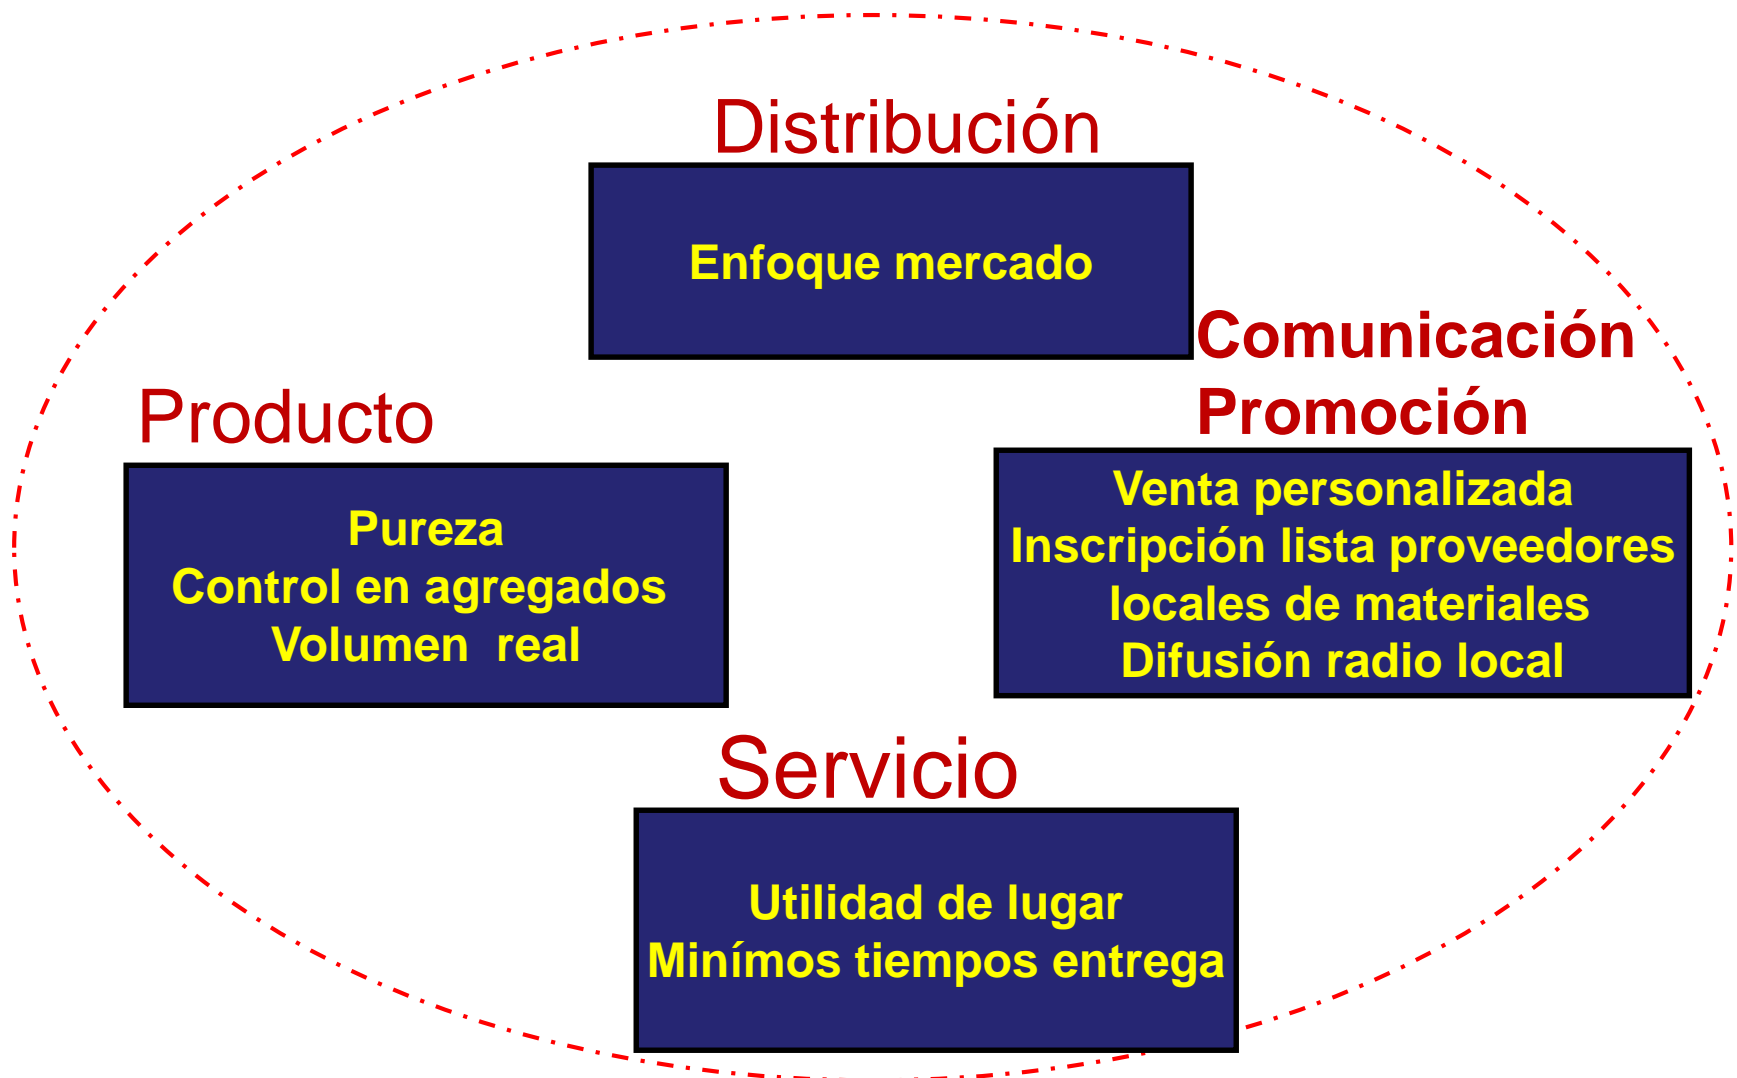 Distribución
Enfoque mercado
Comunicación
Promoción
Producto
Pureza
Control en agregados
Volumen  real
Venta personalizada
Inscripción lista proveedores
locales de materiales
Difusión radio local
Servicio
Utilidad de lugar
Minímos tiempos entrega